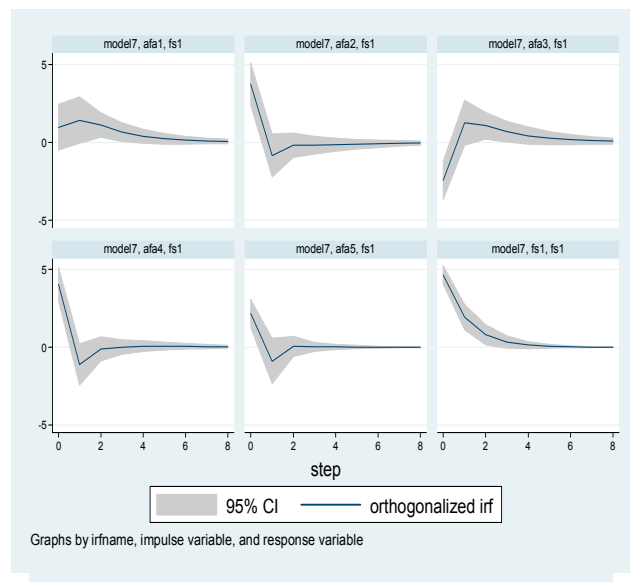 model7, afa1, fs1
model7, afa2, fs1
model7, afa3, fs1
5
0
-5
model7, afa4, fs1
model7, afa5, fs1
model7, fs1, fs1
5
0
-5
0 2 4 6 8
0 2 4 6 8
0 2 4 6 8
step
95% CI
orthogonalized irf
Graphs by irfname, impulse variable, and response variable